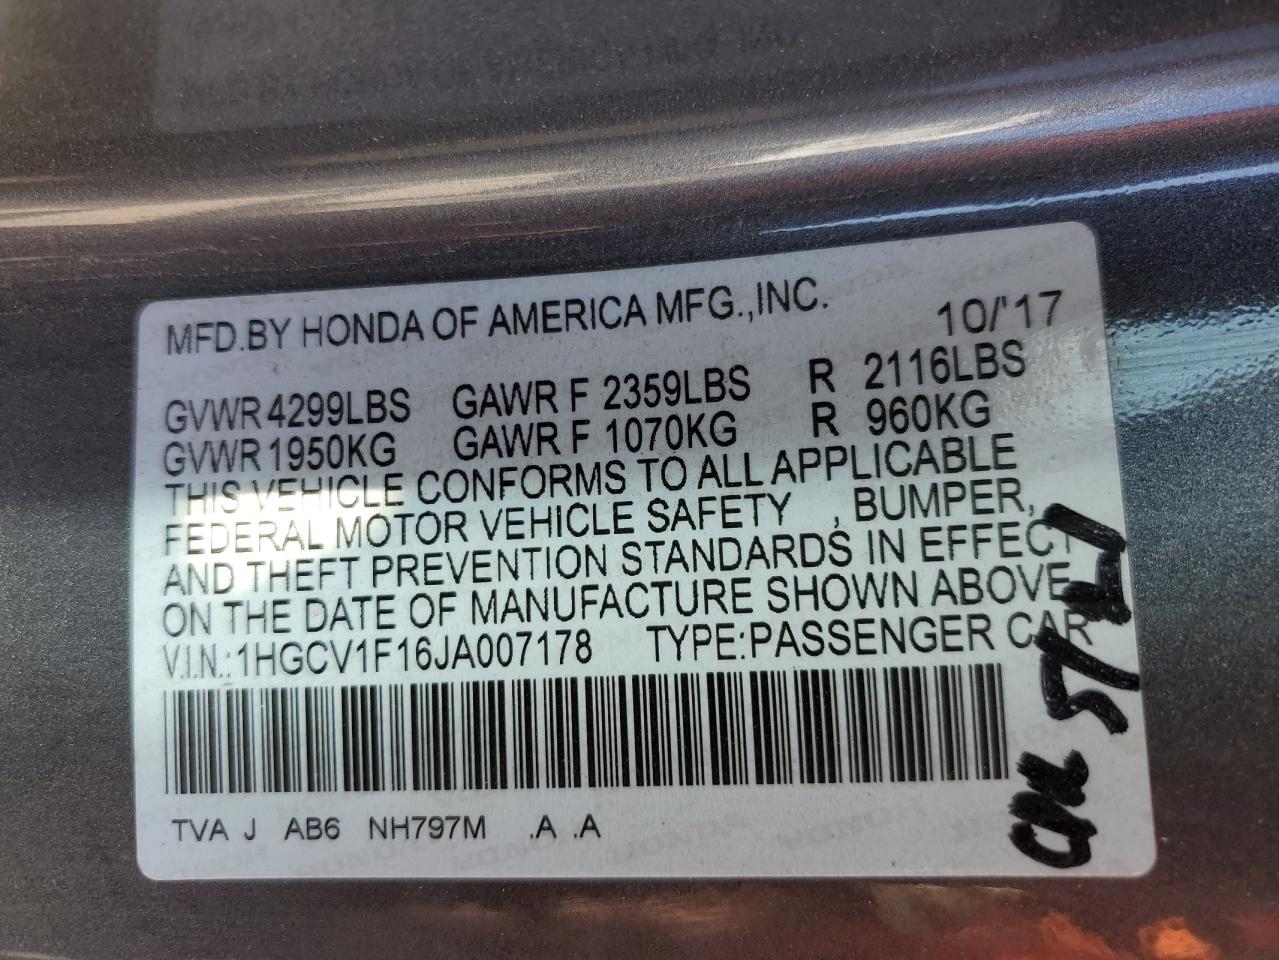 MFD.BY HONDA OF AMERICA MFG.,INC. 10/'17
GVWR 4299LBS GAWR F 2359LBS R 2116LBS
GVWR 1950KG GAWR F 1070KG R 960KG
THIS VEHICLE CONFORMS TO ALL APPLICABLE
FEDERAL MOTOR VEHICLE SAFETY , BUMPER,
AND THEFT PREVENTION STANDARDS IN EFFECT
ON THE DATE OF MANUFACTURE SHOWN ABOVE
V.I.N.:1HGCV1F16JA007178 TYPE:PASSENGER CAR
TVA J AB6 NH797M .A .A